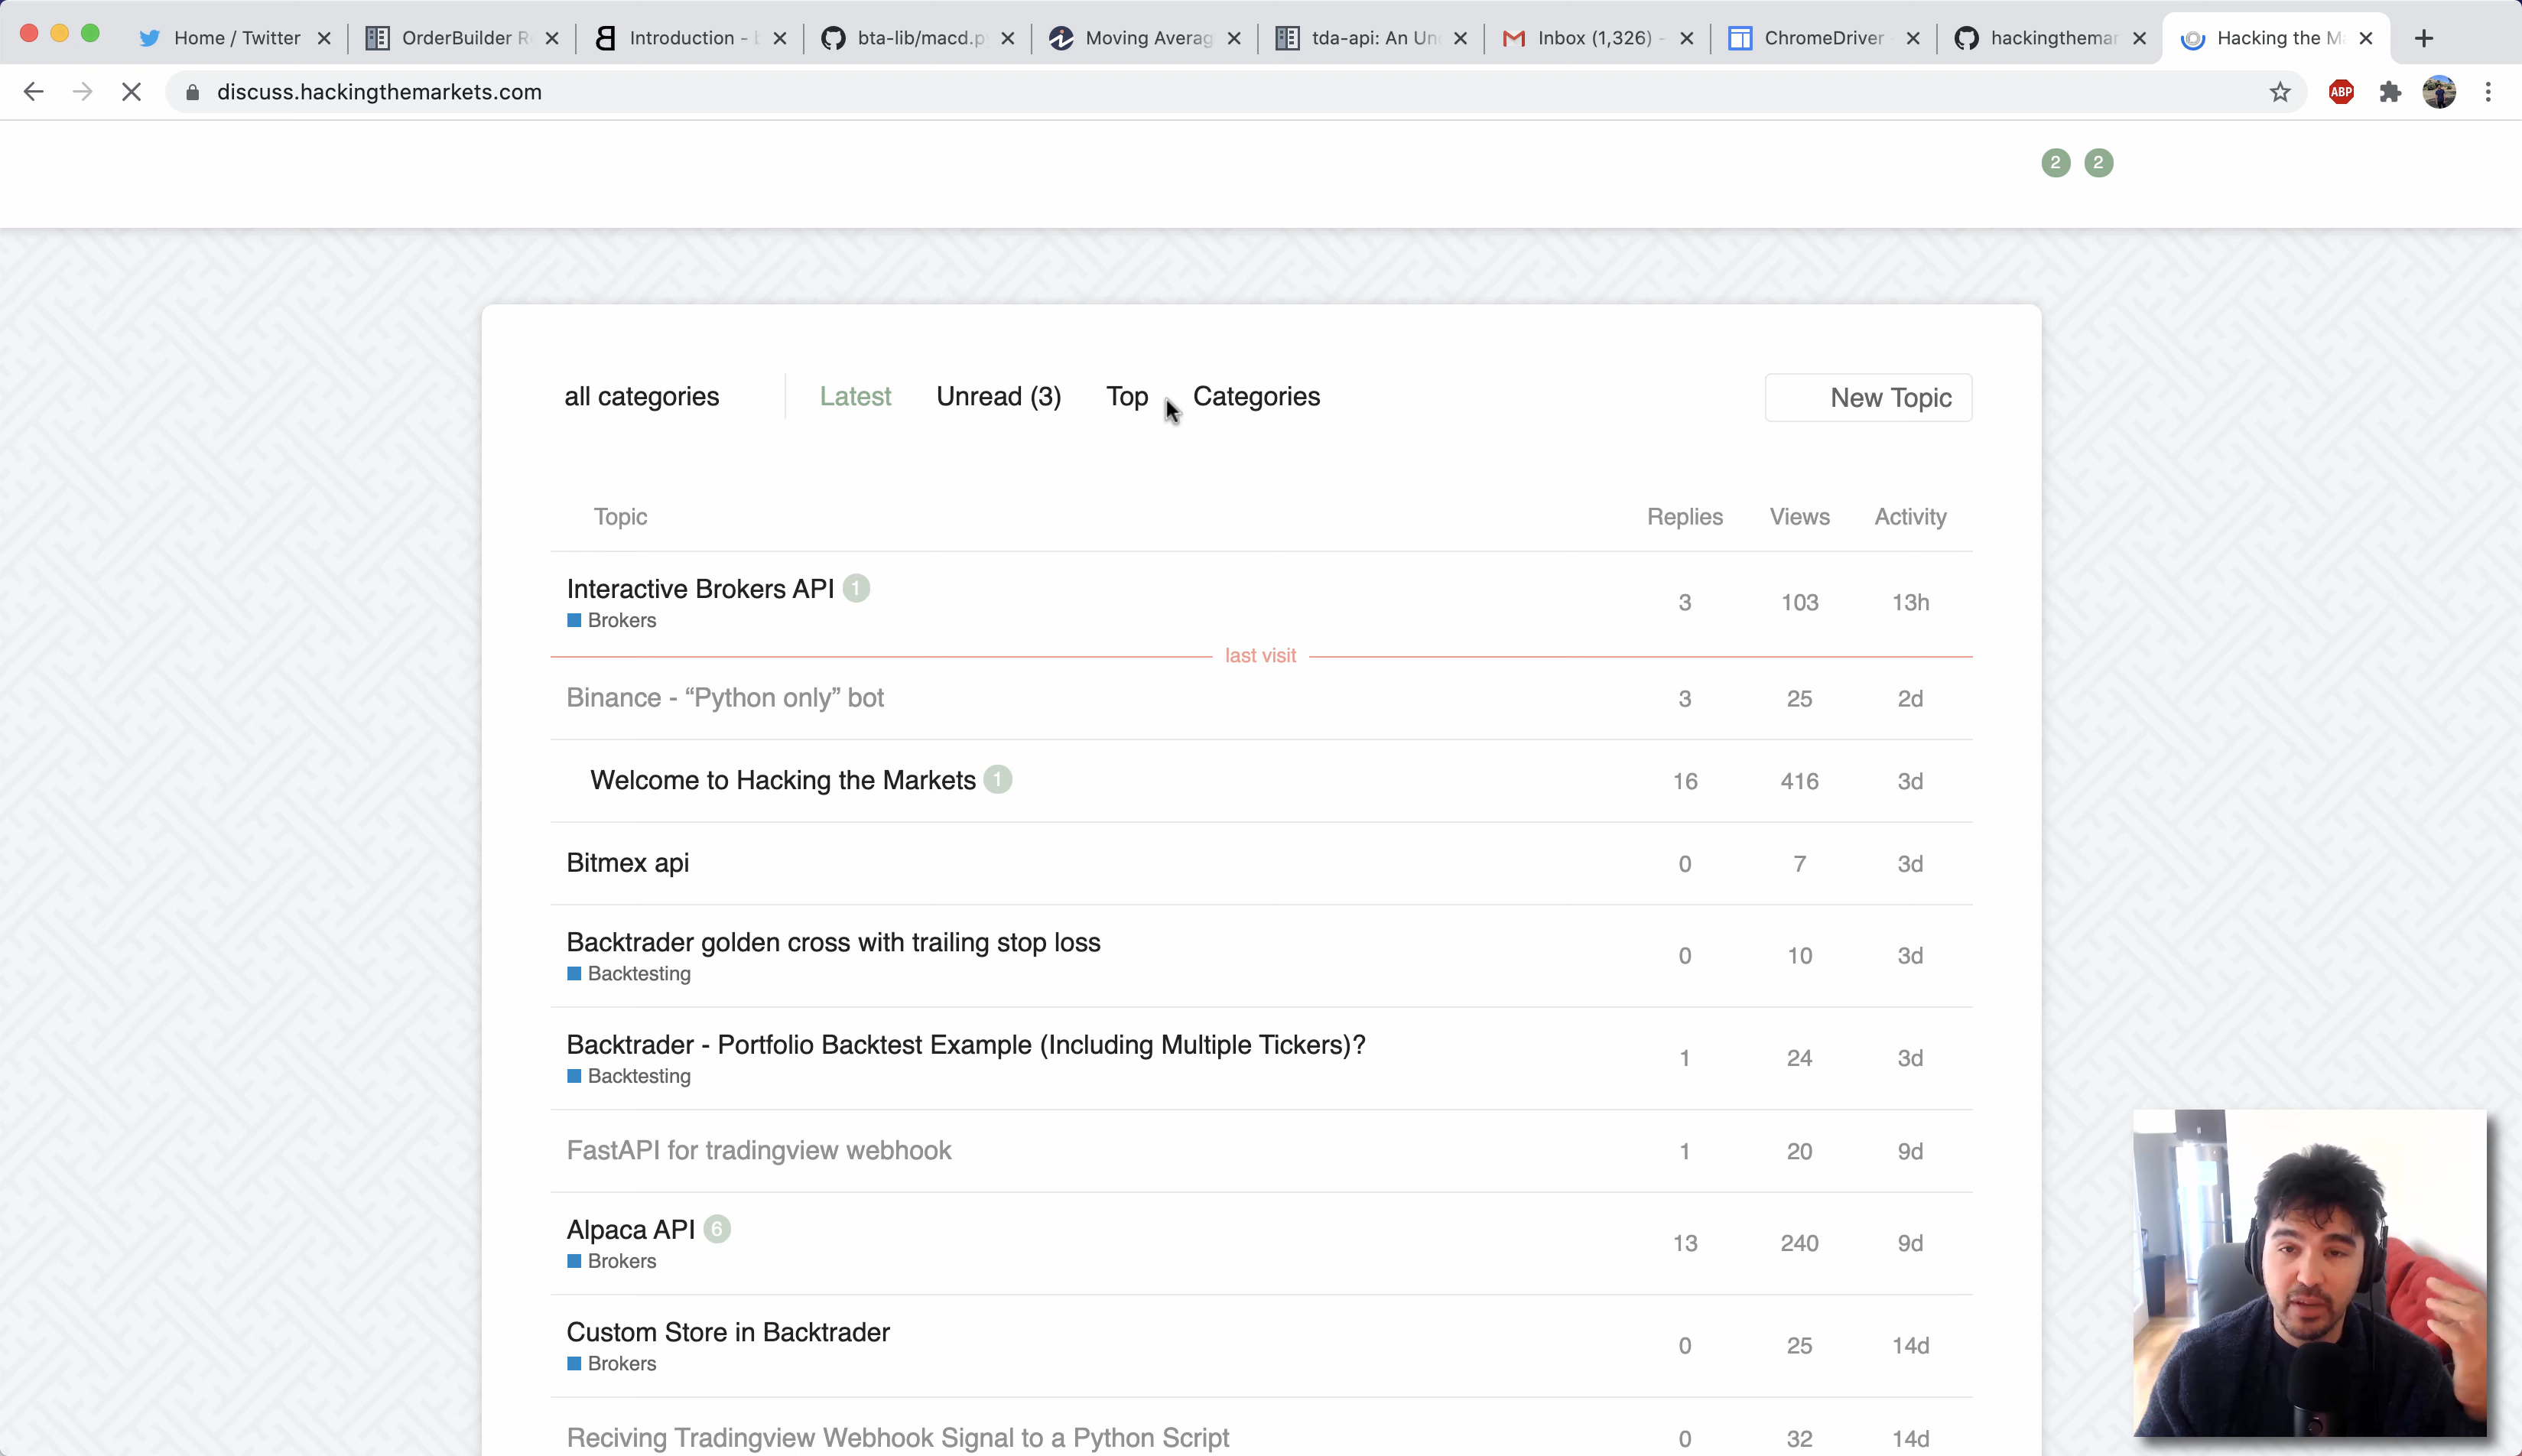 Home / Twitter
OrderBuilder R
Introduction - b
bta-lib/macd.p
Moving Averag
tda-api: An Un
Inbox (1,326) -
ChromeDriver
hackingthemar
Hacking the Ma
discuss.hackingthemarkets.com
ABP
2 2
all categories Latest Unread (3) Top Categories New Topic
Topic Replies Views Activity
Interactive Brokers API 1 3 103 13h
Brokers
last visit
Binance - “Python only” bot 3 25 2d
Welcome to Hacking the Markets 1 16 416 3d
Bitmex api 0 7 3d
Backtrader golden cross with trailing stop loss 0 10 3d
Backtesting
Backtrader - Portfolio Backtest Example (Including Multiple Tickers)? 1 24 3d
Backtesting
FastAPI for tradingview webhook 1 20 9d
Alpaca API 6 13 240 9d
Brokers
Custom Store in Backtrader 0 25 14d
Brokers
Reciving Tradingview Webhook Signal to a Python Script 0 32 14d